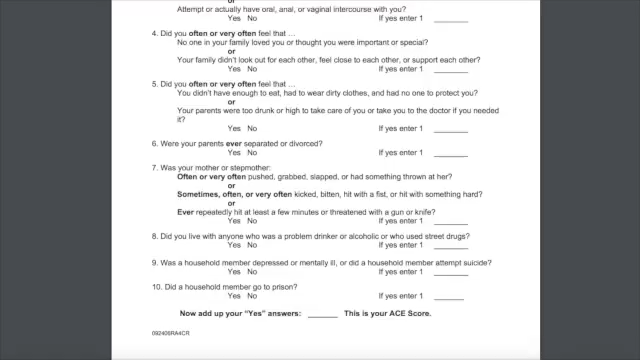 or
Attempt or actually have oral, anal, or vaginal intercourse with you?
Yes No If yes enter 1 ________
4. Did you often or very often feel that …
No one in your family loved you or thought you were important or special?
or
Your family didn't look out for each other, feel close to each other, or support each other?
Yes No If yes enter 1 ________
5. Did you often or very often feel that …
You didn't have enough to eat, had to wear dirty clothes, and had no one to protect you?
or
Your parents were too drunk or high to take care of you or take you to the doctor if you needed
it?
Yes No If yes enter 1 ________
6. Were your parents ever separated or divorced?
Yes No If yes enter 1 ________
7. Was your mother or stepmother:
Often or very often pushed, grabbed, slapped, or had something thrown at her?
or
Sometimes, often, or very often kicked, bitten, hit with a fist, or hit with something hard?
or
Ever repeatedly hit at least a few minutes or threatened with a gun or knife?
Yes No If yes enter 1 ________
8. Did you live with anyone who was a problem drinker or alcoholic or who used street drugs?
Yes No If yes enter 1 ________
9. Was a household member depressed or mentally ill, or did a household member attempt suicide?
Yes No If yes enter 1 ________
10. Did a household member go to prison?
Yes No If yes enter 1 ________
Now add up your "Yes" answers: _______ This is your ACE Score.
092406RA4CR